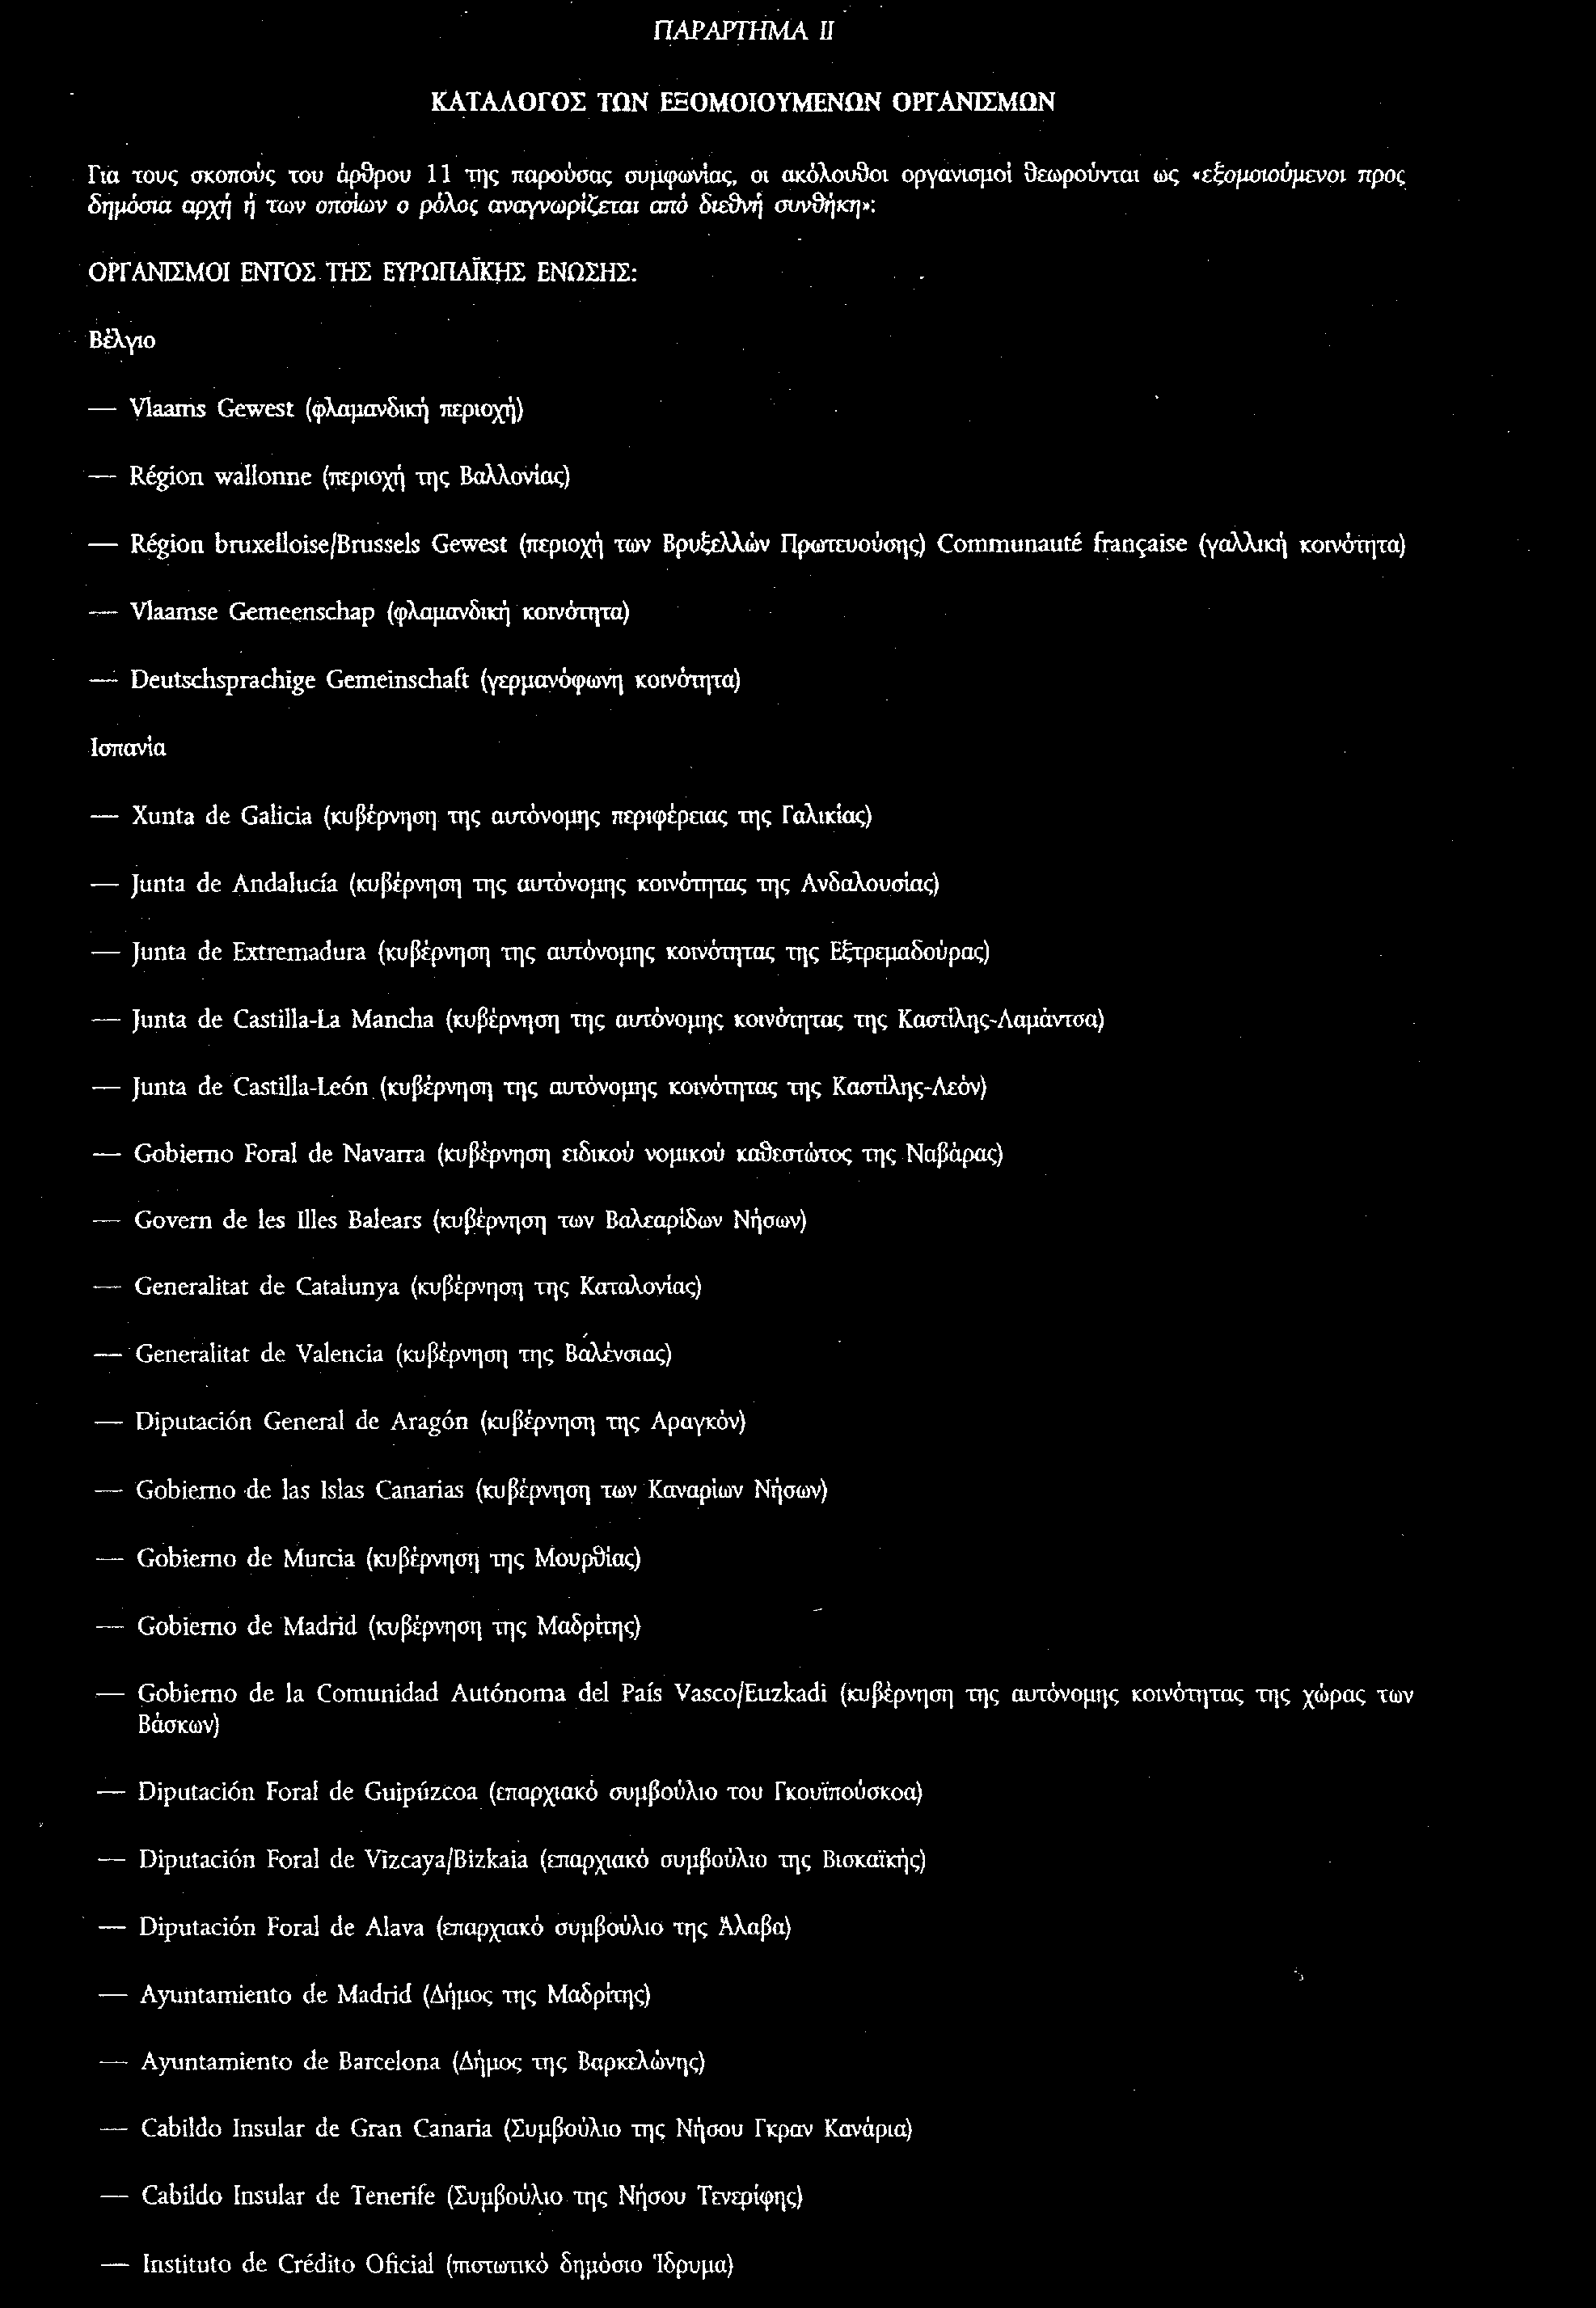 ΠΑΡΑΡΤΗΜΑ II
ΚΑΤΑΛΟΓΟΣ ΤΩΝ ΕΞΟΜΟΙΟΥΜΕΝΩΝ ΟΡΓΑΝΙΣΜΩΝ
Για τους σκοπούς του άρθρου 11 της παρούσας συμφωνίας, οι ακόλουθοι οργανισμοί θεωρούνται ως «εξομοιούμενοι προς
δημόσια αρχή ή των οποίων ο ρόλος αναγνωρίζεται από διεθνή συνθήκη»:
ΟΡΓΑΝΙΣΜΟΙ ΕΝΤΟΣ ΤΗΣ ΕΥΡΩΠΑΪΚΗΣ ΕΝΩΣΗΣ:
Βέλγιο
— Vlaams Gewest (φλαμανδική περιοχή)
— Région wallonne (περιοχή της Βαλλονίας)
— Région bruxelloise/Brussels Gewest (περιοχή των Βρυξελλών Πρωτευούσης) Communauté française (γαλλική κοινότητα)
— Vlaamse Gemeenschap (φλαμανδική κοινότητα)
— Deutschsprachige Gemeinschaft (γερμανόφωνη κοινότητα)
Ισπανία
— Xunta de Galicia (κυβέρνηση της αυτόνομης περιφέρειας της Γαλικίας)
— Junta de Andalucía (κυβέρνηση της αυτόνομης κοινότητας της Ανδαλουσίας)
— Junta de Extremadura (κυβέρνηση της αυτόνομης κοινότητας της Εξτρεμαδούρας)
— Junta de Castilla-La Mancha (κυβέρνηση της αυτόνομης κοινότητας της Καστίλης-Λαμάντσα)
— Junta de Castilla-León (κυβέρνηση της αυτόνομης κοινότητας της Καστίλης-Λεόν)
— Gobierno Foral de Navarra (κυβέρνηση ειδικού νομικού καθεστώτος της Ναβάρας)
— Govern de les Illes Balears (κυβέρνηση των Βαλεαρίδων Νήσων)
— Generalitat de Catalunya (κυβέρνηση της Καταλονίας)
— Generalitat de Valencia (κυβέρνηση της Βαλένσιας)
— Diputación General de Aragón (κυβέρνηση της Αραγκόν)
— Gobierno de las Islas Canarias (κυβέρνηση των Καναρίων Νήσων)
— Gobierno de Murcia (κυβέρνηση της Μουρθίας)
— Gobierno de Madrid (κυβέρνηση της Μαδρίτης)
— Gobierno de la Comunidad Autónoma del País Vasco/Euzkadi (κυβέρνηση της αυτόνομης κοινότητας της χώρας των
Βάσκων)
— Diputación Foral de Guipúzcoa (επαρχιακό συμβούλιο του Γκουϊπούσκοα)
— Diputación Foral de Vizcaya/Bizkaia (επαρχιακό συμβούλιο της Βισκαϊκής)
— Diputación Foral de Alava (επαρχιακό συμβούλιο της Άλαβα)
— Ayuntamiento de Madrid (Δήμος της Μαδρίτης)
— Ayuntamiento de Barcelona (Δήμος της Βαρκελώνης)
— Cabildo Insular de Gran Canaria (Συμβούλιο της Νήσου Γκραν Κανάρια)
— Cabildo Insular de Tenerife (Συμβούλιο της Νήσου Τενερίφης)
— Instituto de Crédito Oficial (πιστωτικό δημόσιο Ίδρυμα)